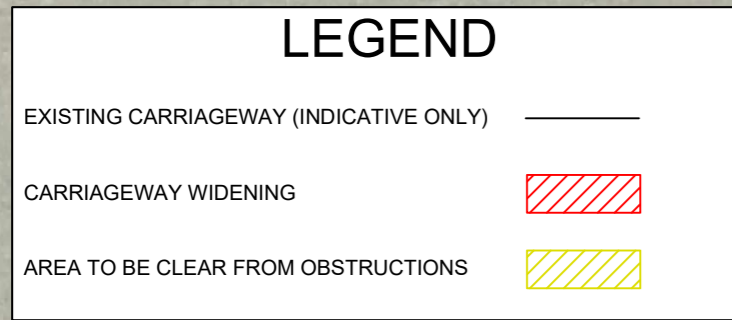 LEGEND
EXISTING CARRIAGEWAY (INDICATIVE ONLY)
CARRIAGEWAY WIDENING
AREA TO BE CLEAR FROM OBSTRUCTIONS